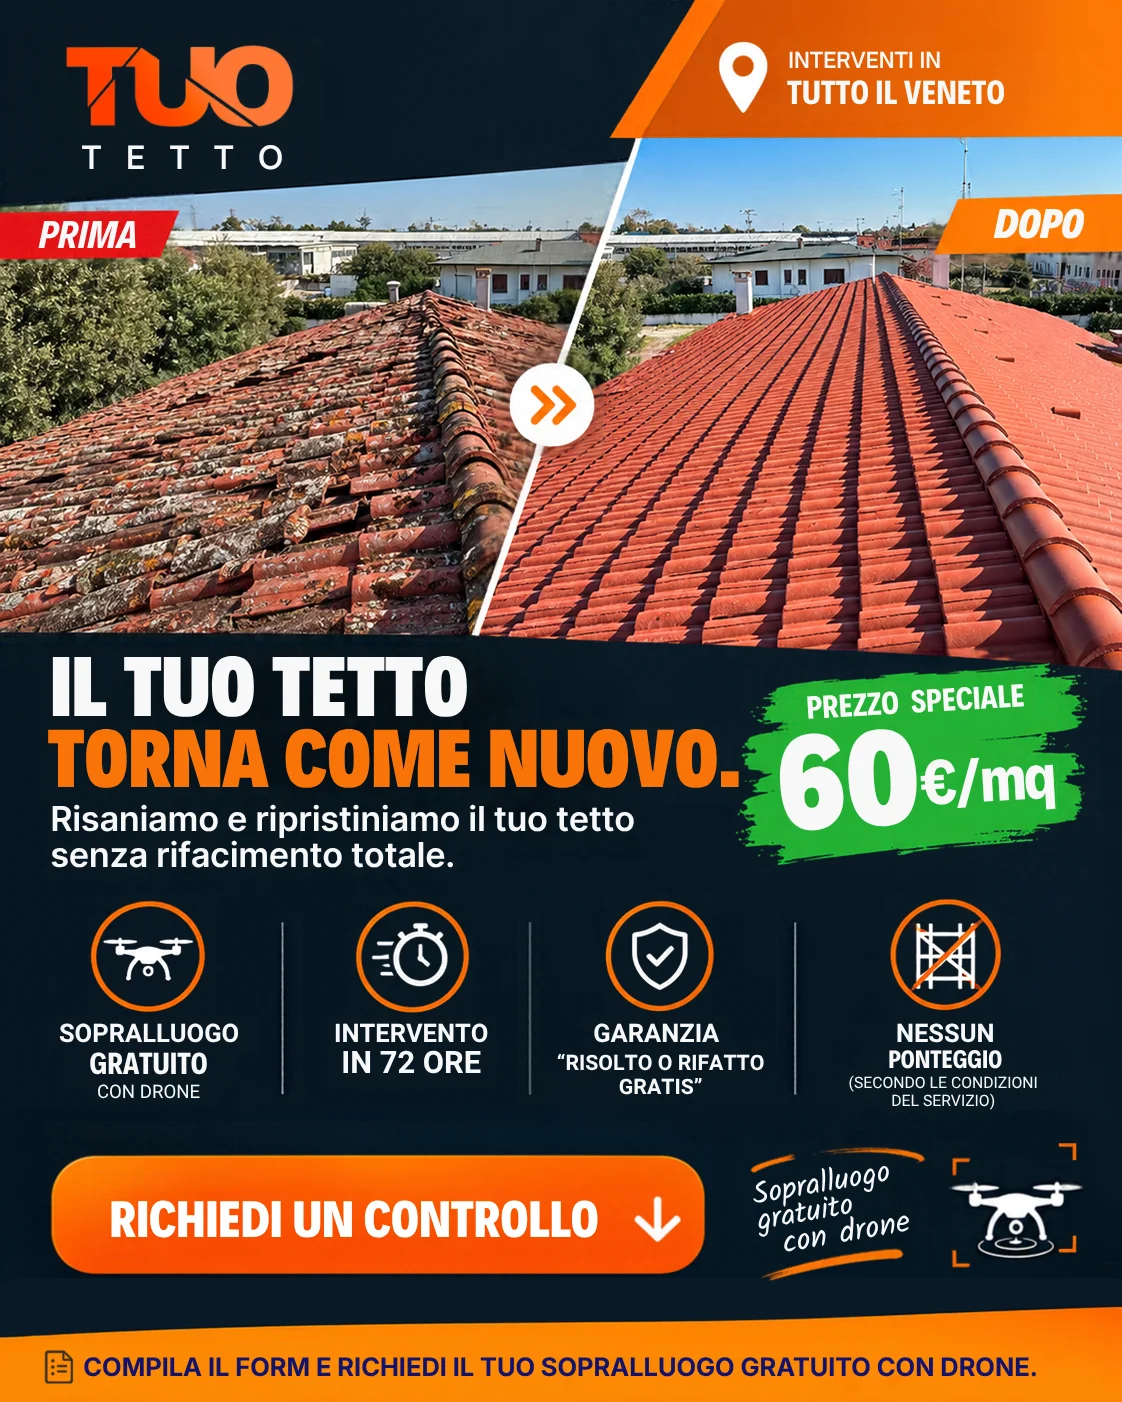 TUO
TETTO
INTERVENTI IN
TUTTO IL VENETO
PRIMA
DOPO
IL TUO TETTO
TORNA COME NUOVO.
Risaniamo e ripristiniamo il tuo tetto
senza rifacimento totale.
PREZZO SPECIALE
60€/mq
SOPRALLUOGO
GRATUITO
CON DRONE
INTERVENTO
IN 72 ORE
GARANZIA
“RISOLTO O RIFATTO
GRATIS”
NESSUN
PONTEGGIO
(SECONDO LE CONDIZIONI
DEL SERVIZIO)
RICHIEDI UN CONTROLLO
Sopralluogo
gratuito
con drone
COMPILA IL FORM E RICHIEDI IL TUO SOPRALLUOGO GRATUITO CON DRONE.